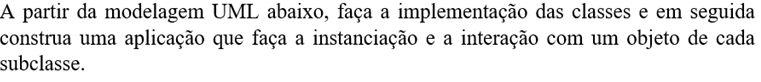 A partir da modelagem UML abaixo, faça a implementação das classes e em seguida
construa uma aplicação que faça a instanciação e a interação com um objeto de cada
subclasse.